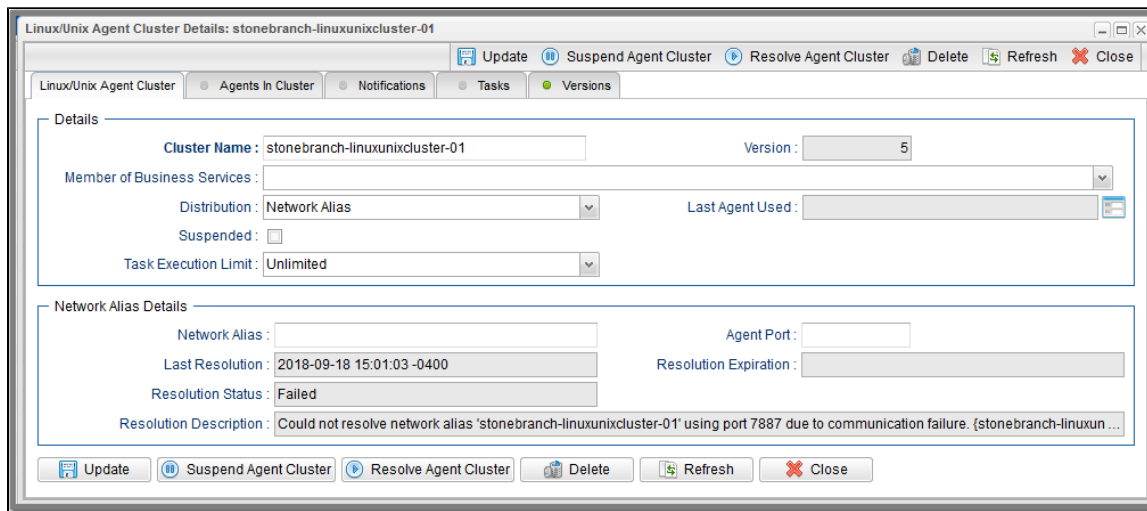 Linux/Unix Agent Cluster Details: stonebranch-linuxunixcluster-01
Update Suspend Agent Cluster Resolve Agent Cluster Delete Refresh Close
Linux/Unix Agent Cluster Agents In Cluster Notifications Tasks Versions
Details
Cluster Name : stonebranch-linuxunixcluster-01 Version : 5
Member of Business Services :
Distribution : Network Alias Last Agent Used :
Suspended :
Task Execution Limit : Unlimited
Network Alias Details
Network Alias : Agent Port :
Last Resolution : 2018-09-18 15:01:03 -0400 Resolution Expiration :
Resolution Status : Failed
Resolution Description : Could not resolve network alias 'stonebranch-linuxunixcluster-01' using port 7887 due to communication failure. {stonebranch-linuxun ...
Update Suspend Agent Cluster Resolve Agent Cluster Delete Refresh Close